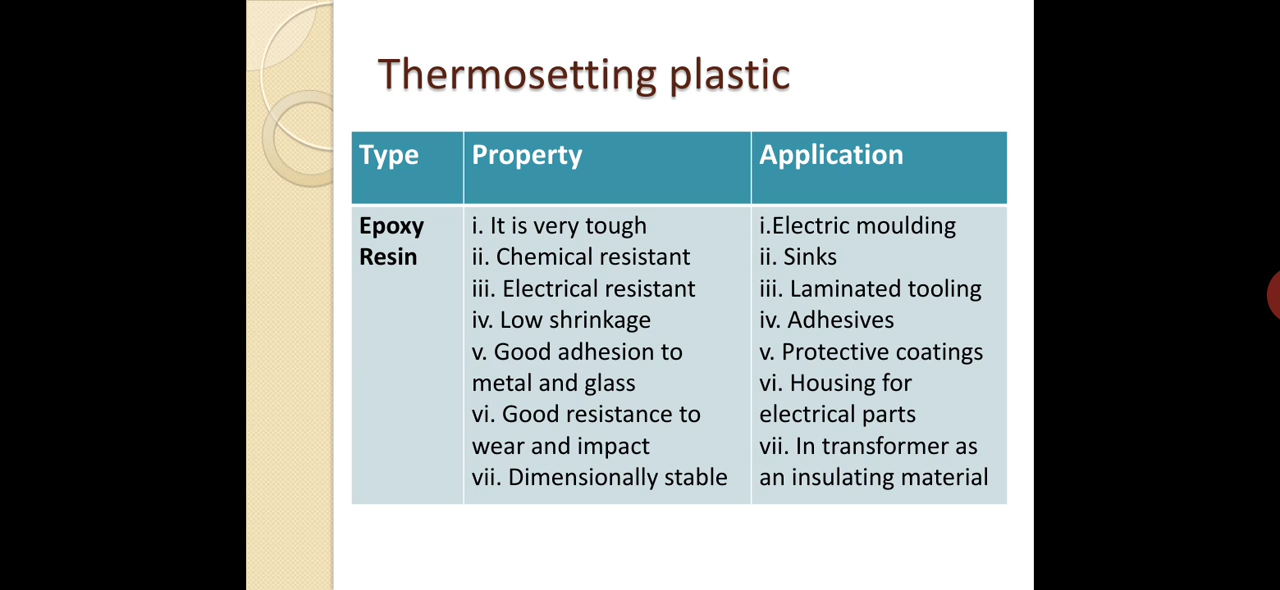 Thermosetting plastic
Type
Property
Application
Epoxy
Resin
i. It is very tough
ii. Chemical resistant
iii. Electrical resistant
iv. Low shrinkage
v. Good adhesion to
metal and glass
vi. Good resistance to
wear and impact
vii. Dimensionally stable
i.Electric moulding
ii. Sinks
iii. Laminated tooling
iv. Adhesives
v. Protective coatings
vi. Housing for
electrical parts
vii. In transformer as
an insulating material